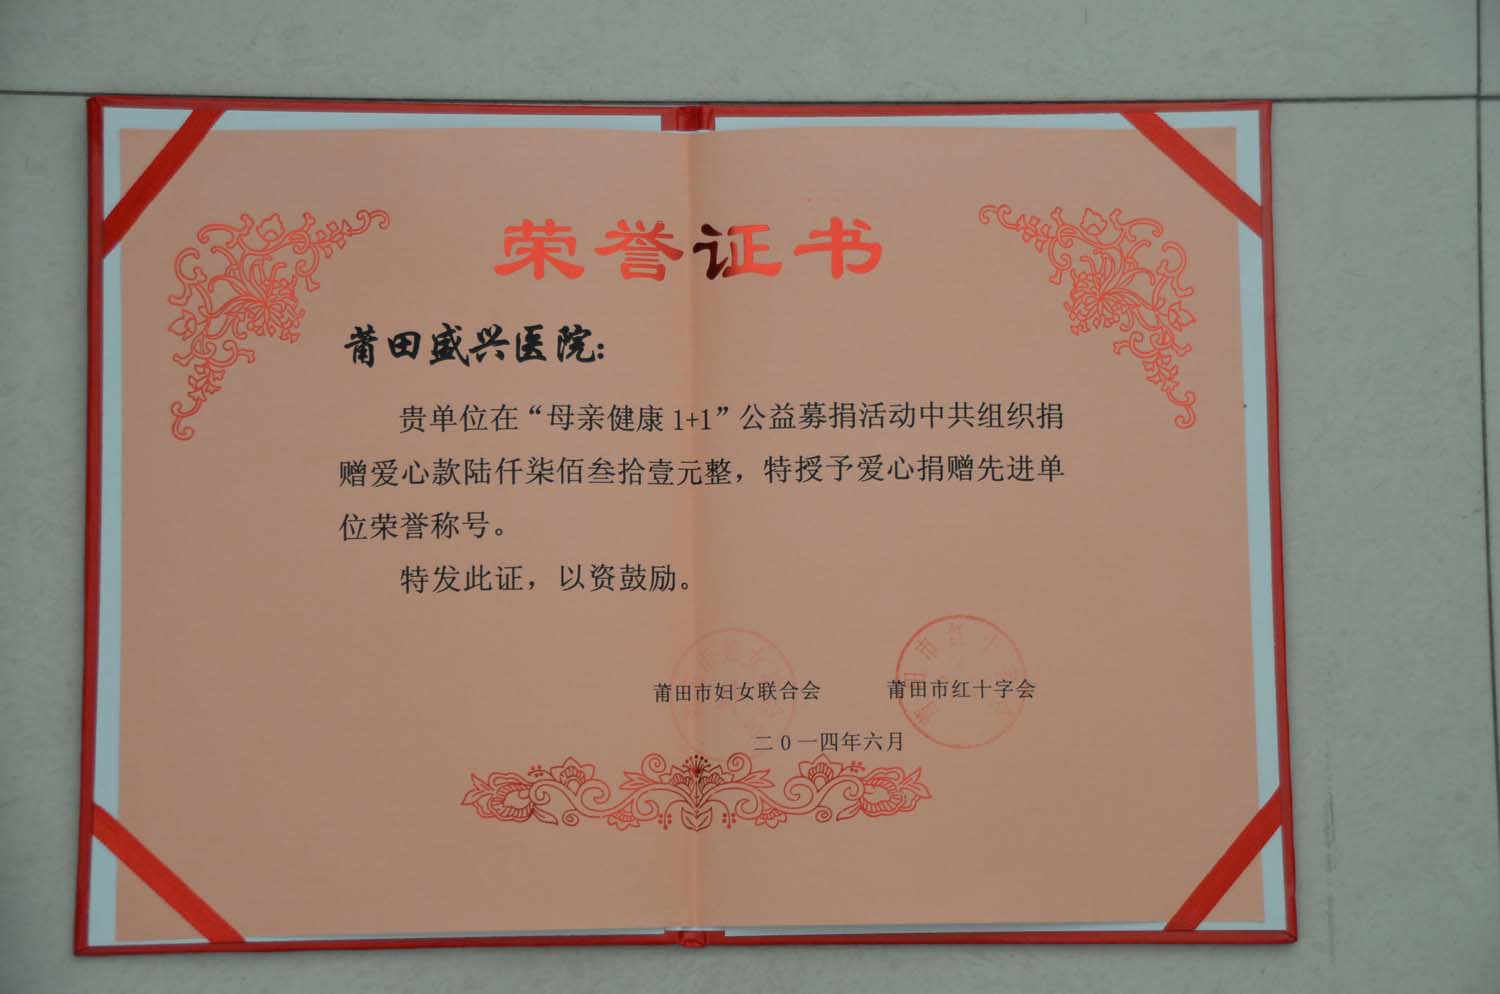 荣誉证书
莆田盛兴医院：
贵单位在“母亲健康1+1”公益募捐活动中共组织捐
赠爱心款陆仟柒佰叁拾壹元整，特授予爱心捐赠先进单
位荣誉称号。
特发此证，以资鼓励。
莆田市妇女联合会 莆田市红十字会
二0一四年六月